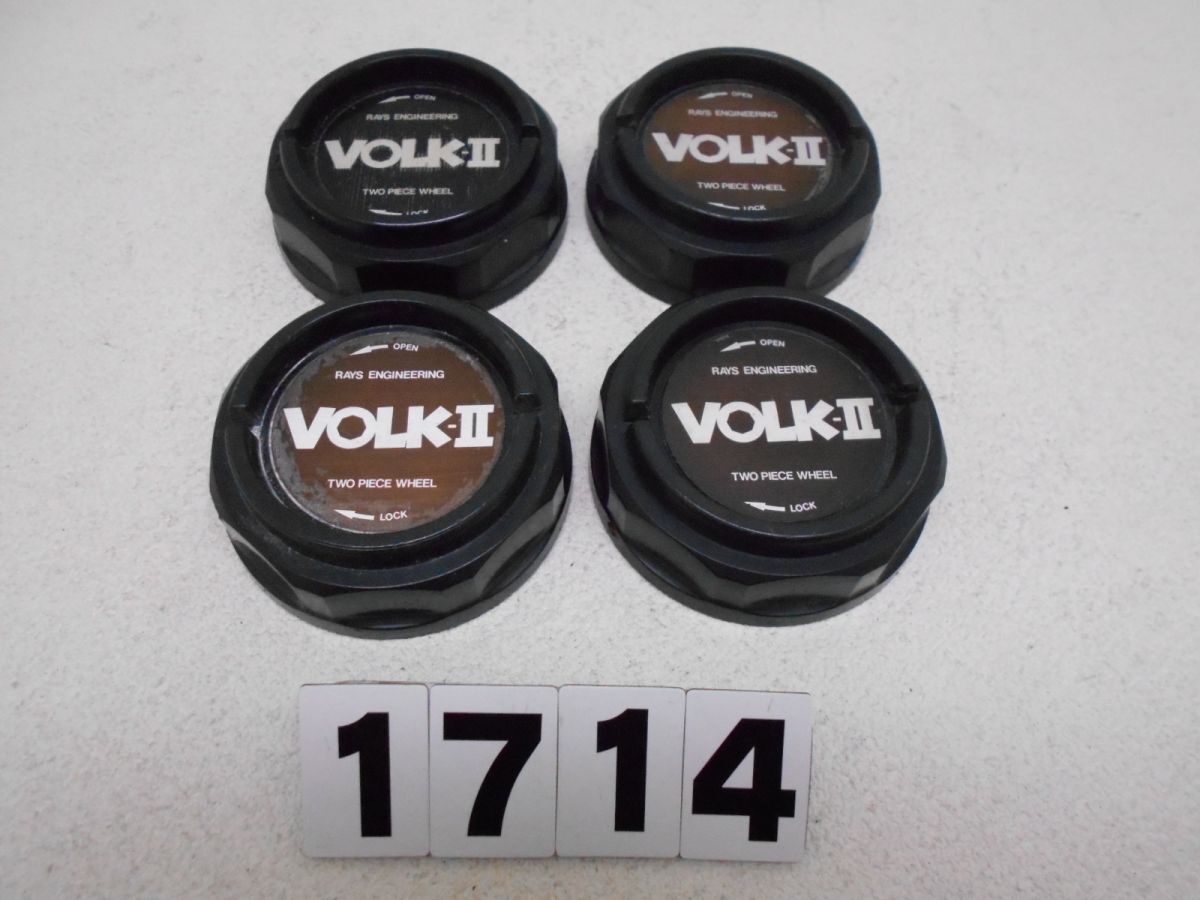 OPEN
RAYS ENGINEERING
VOLK-II
TWO PIECE WHEEL
LOCK
OPEN
RAYS ENGINEERING
VOLK-II
TWO PIECE WHEEL
LOCK
OPEN
RAYS ENGINEERING
VOLK-II
TWO PIECE WHEEL
LOCK
OPEN
RAYS ENGINEERING
VOLK-II
TWO PIECE WHEEL
LOCK
1714